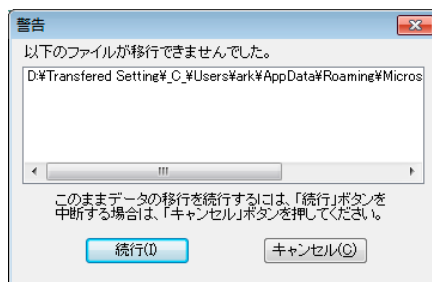 警告
以下のファイルが移行できませんでした。
D:¥Transfered Setting¥_C_¥Users¥ark¥AppData¥Roaming¥Micros
このままデータの移行を続行するには、「続行」ボタンを
中断する場合は、「キャンセル」ボタンを押してください。
続行(I)
キャンセル(C)